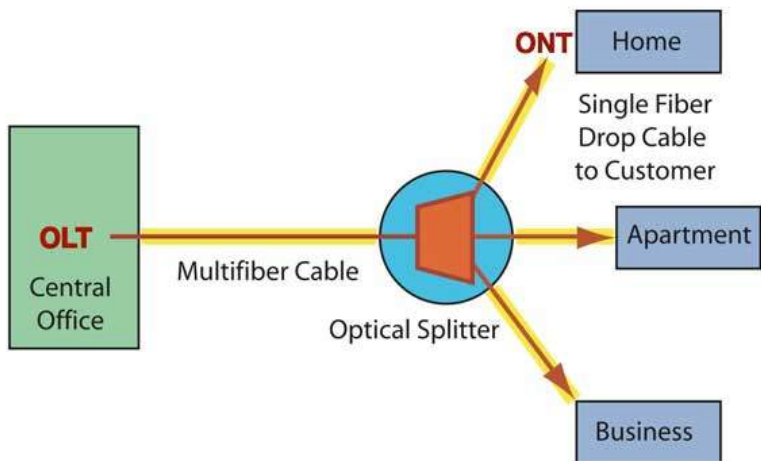 ONT
Home
Single Fiber
Drop Cable
to Customer
OLT
Central
Office
Multifiber Cable
Optical Splitter
Apartment
Business